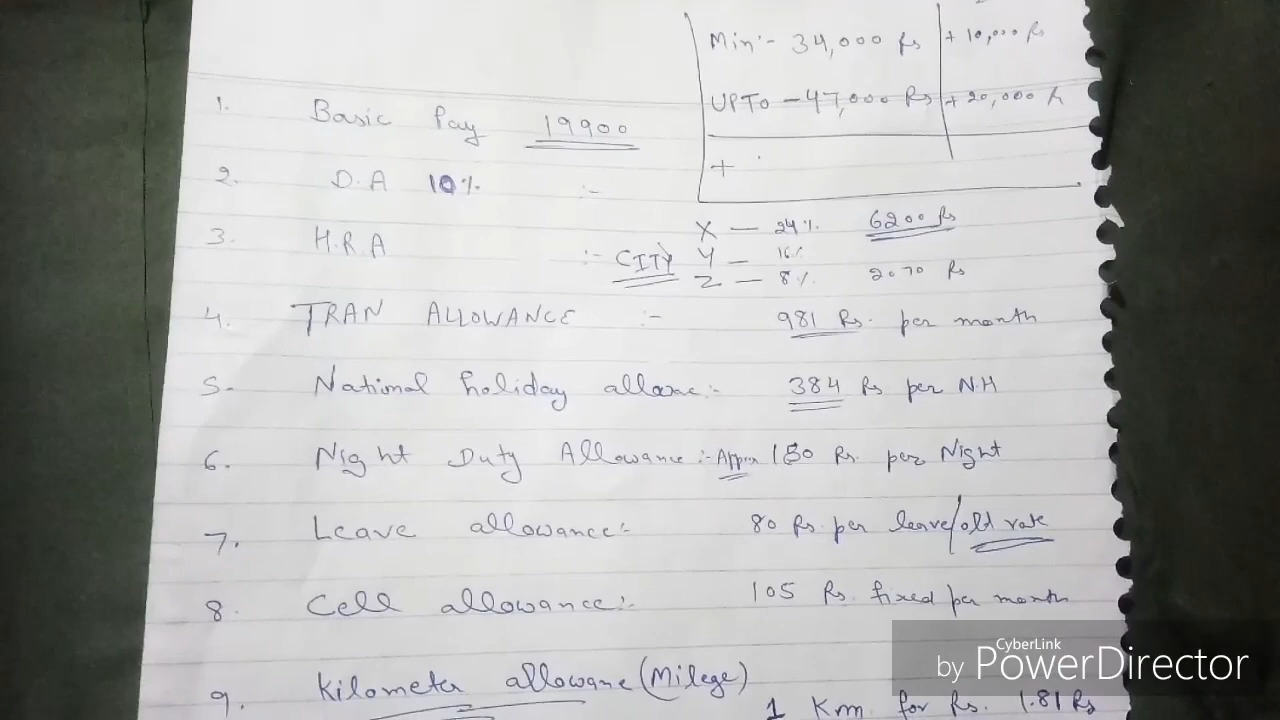 Min :- 34,000 Rs + 10,000 Rs
UPTO - 47,000 Rs + 20,000 R
+
1. Basic Pay 19900
2. D.A 10% :-
3. H.R.A :- CITY
X — 24% 6200 Rs
Y — 16%
Z — 8% 2070 Rs
4. TRAN ALLOWANCE :- 981 Rs. per month
5- National holiday allowanc :- 384 Rs per N.H
6. Night Duty Allowance :- Appox 180 Rs. per Night
7. Leave allowance :- 80 Rs. per leave/old rate
8. Cell allowance :- 105 Rs. fixed per month
9. Kilometer allowane (Milege)
1 Km for Rs. 1.81 Rs
CyberLink
by PowerDirector